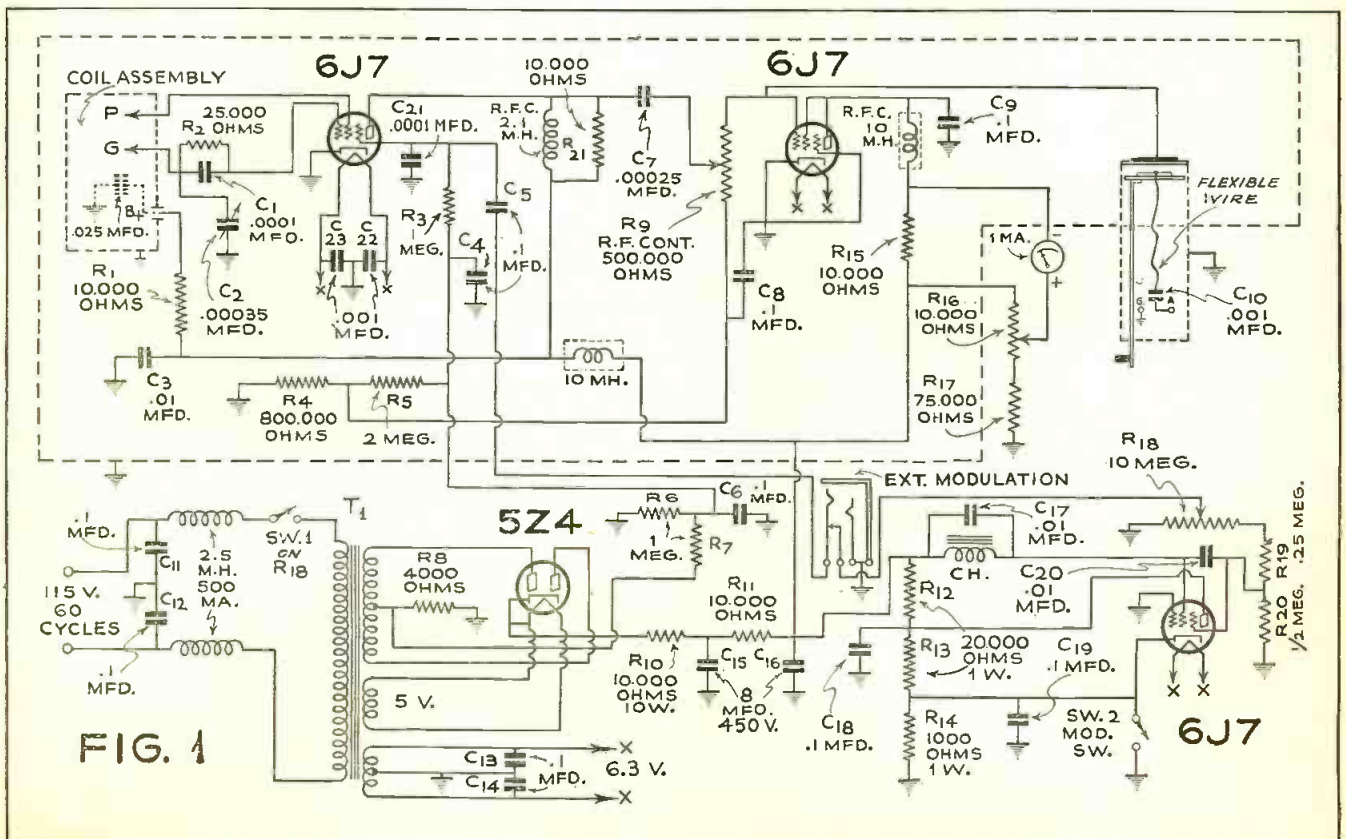 COIL ASSEMBLY
P
G
B+
.025 MFD.
25.000
R2 OHMS
C1
.0001
MFD.
C2
.00035
MFD.
R1
10.000
OHMS
C3
.01
MFD.
6J7
C21
.0001 MFD.
C
23
C
22
X
X
.001
MFD.
R3
1
MEG.
C4
C5
.1
MFD.
R4
800.000
OHMS
R5
2 MEG.
10 MH.
10.000
OHMS
R.F.C.
2.1
M.H.
R
21
C7
.00025
MFD.
R9
R.F. CONT.
500.000
OHMS
6J7
X
X
C8
.1
MFD.
R.F.C.
10
M.H.
C9
.1
MFD.
R15
10.000
OHMS
1 MA.
-
+
R16
10.000
OHMS
R17
75.000
OHMS
FLEXIBLE
WIRE
G
A
C10
.001
MFD.
EXT. MODULATION
.1
MFD.
C11
C12
.1
MFD.
115 V.
60
CYCLES
2.5
M.H.
500
MA.
SW.1
ON
R18
T1
5Z4
R8
4000
OHMS
5 V.
C13
C14
.1
MFD.
X
6.3 V.
X
R6
1
MEG.
R7
C6
.1
MFD.
R10
10.000
OHMS
10W.
R11
10.000
OHMS
C15
C16
8
MFD.
450 V.
C18
.1 MFD.
C17
.01
MFD.
CH.
R12
R13
20.000
OHMS
1 W.
R14
1000
OHMS
1 W.
C19
.1 MFD.
C20
.01
MFD.
SW. 2
MOD.
SW.
R18
10 MEG.
R19
.25 MEG.
R20
1/2 MEG.
X
X
6J7
FIG. 1